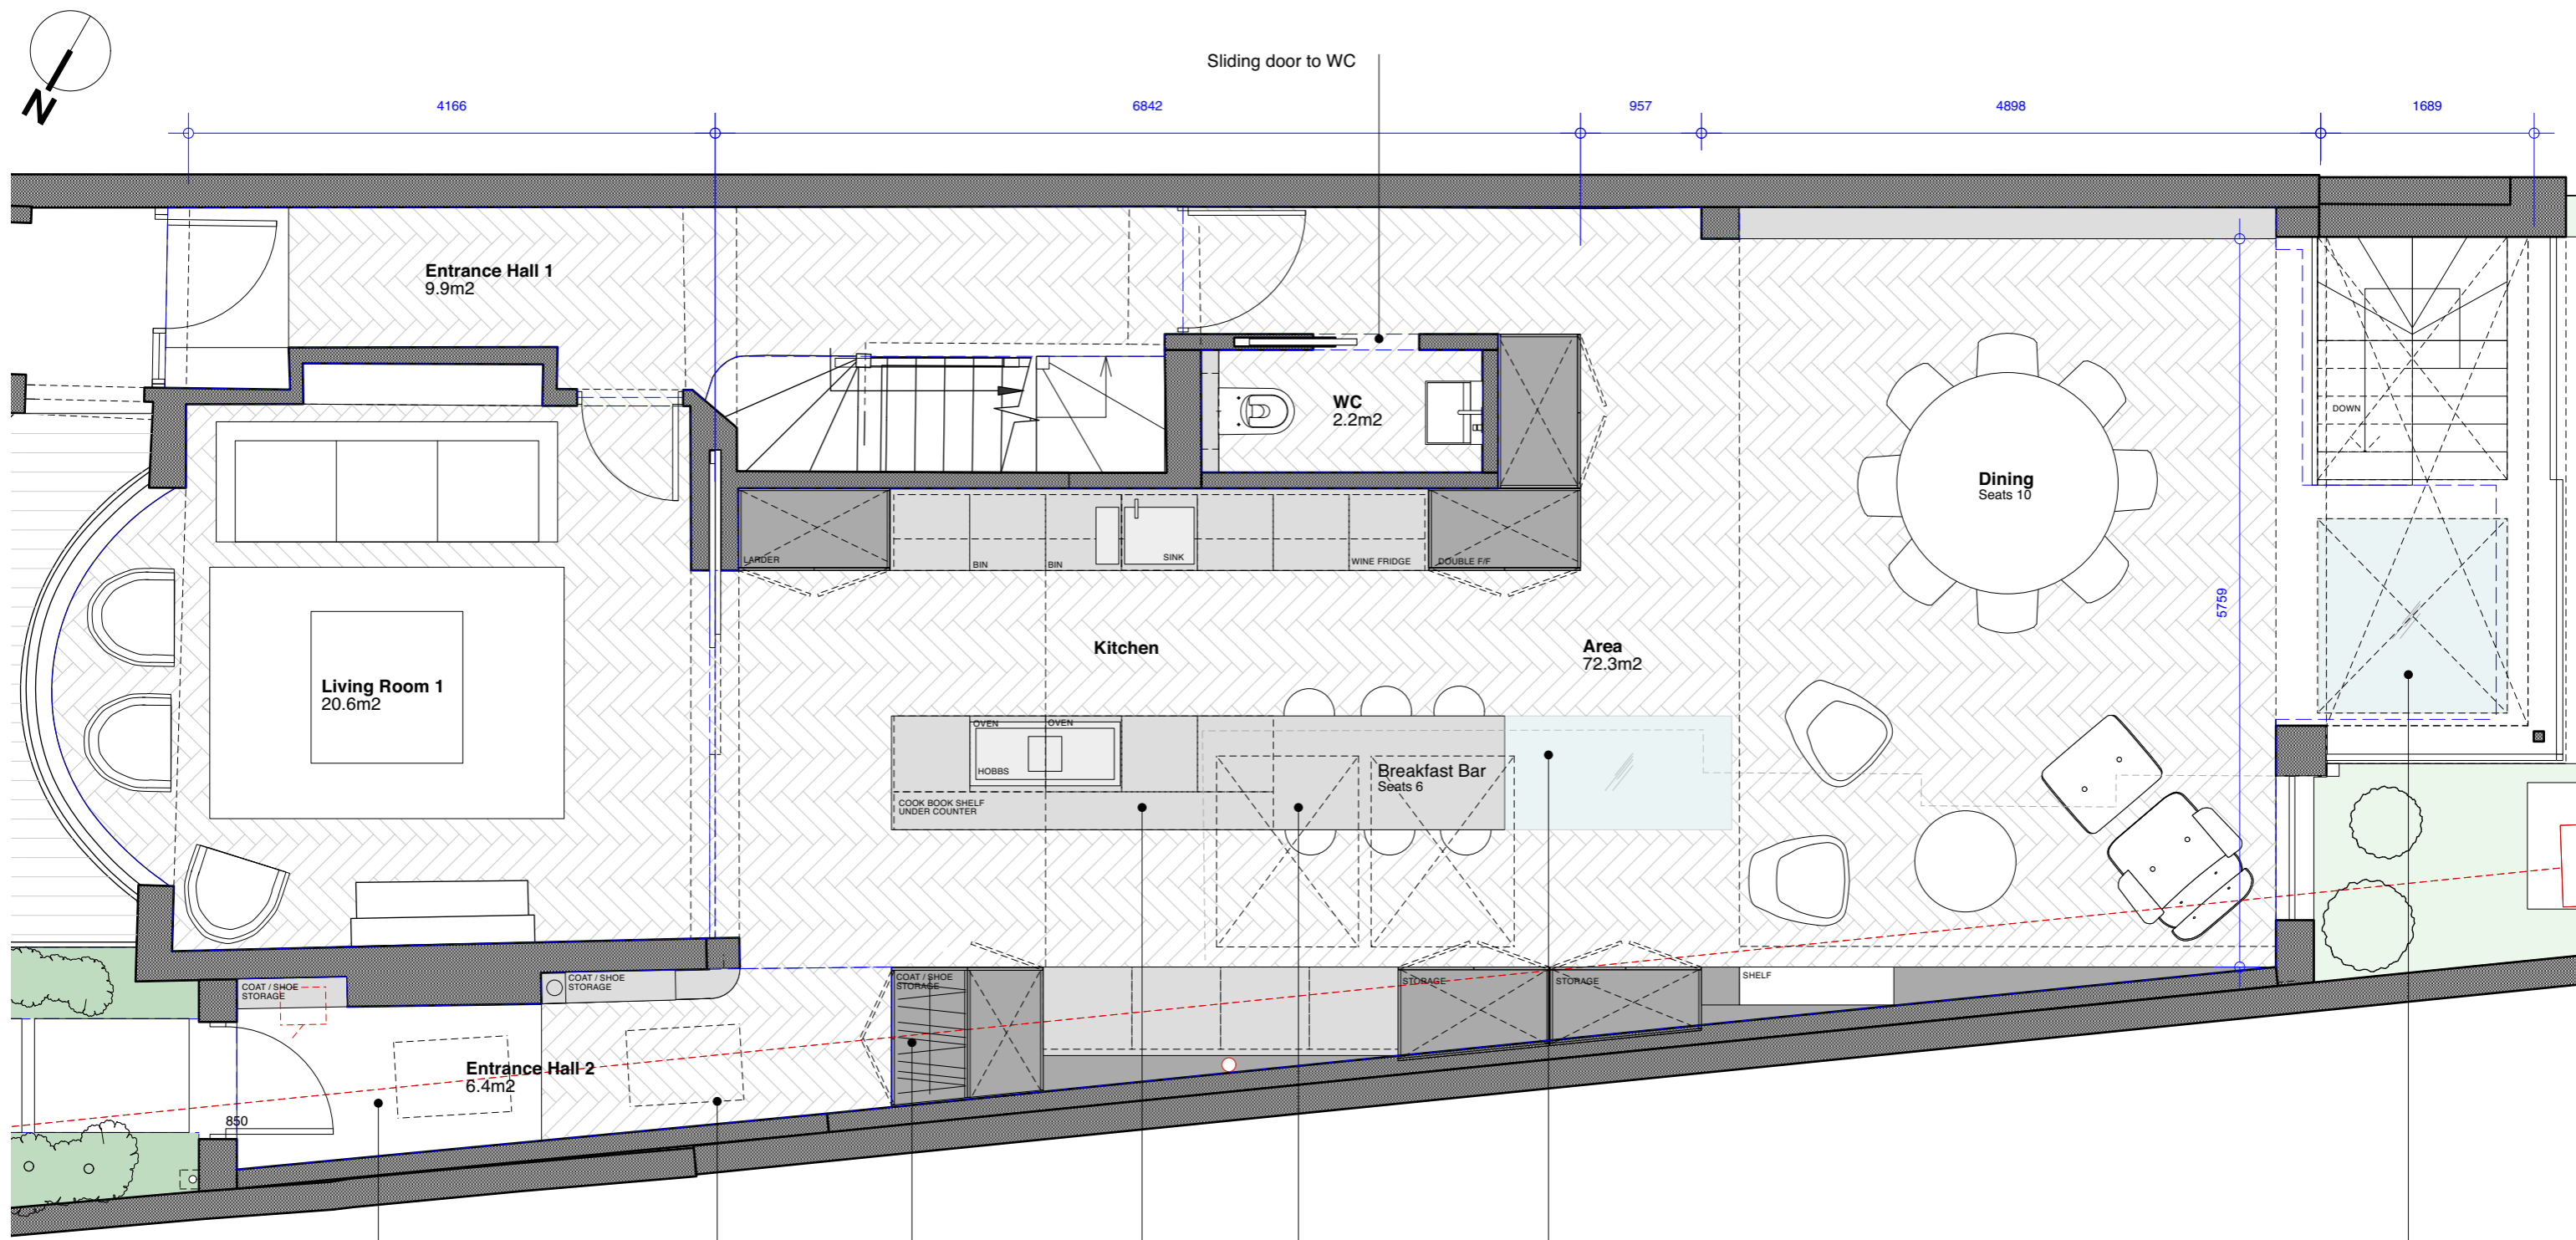 Sliding door to WC
4166
6842
957
4898
1689
N
Entrance Hall 1
9.9m2
WC
2.2m2
DOWN
Dining
Seats 10
LARDER
BIN
BIN
SINK
WINE FRIDGE
DOUBLE F/F
5759
Kitchen
Area
72.3m2
Living Room 1
20.6m2
OVEN
OVEN
HOBBS
Breakfast Bar
Seats 6
COOK BOOK SHELF
UNDER COUNTER
COAT / SHOE
STORAGE
COAT / SHOE
STORAGE
COAT / SHOE
STORAGE
STORAGE
STORAGE
SHELF
Entrance Hall 2
6.4m2
850